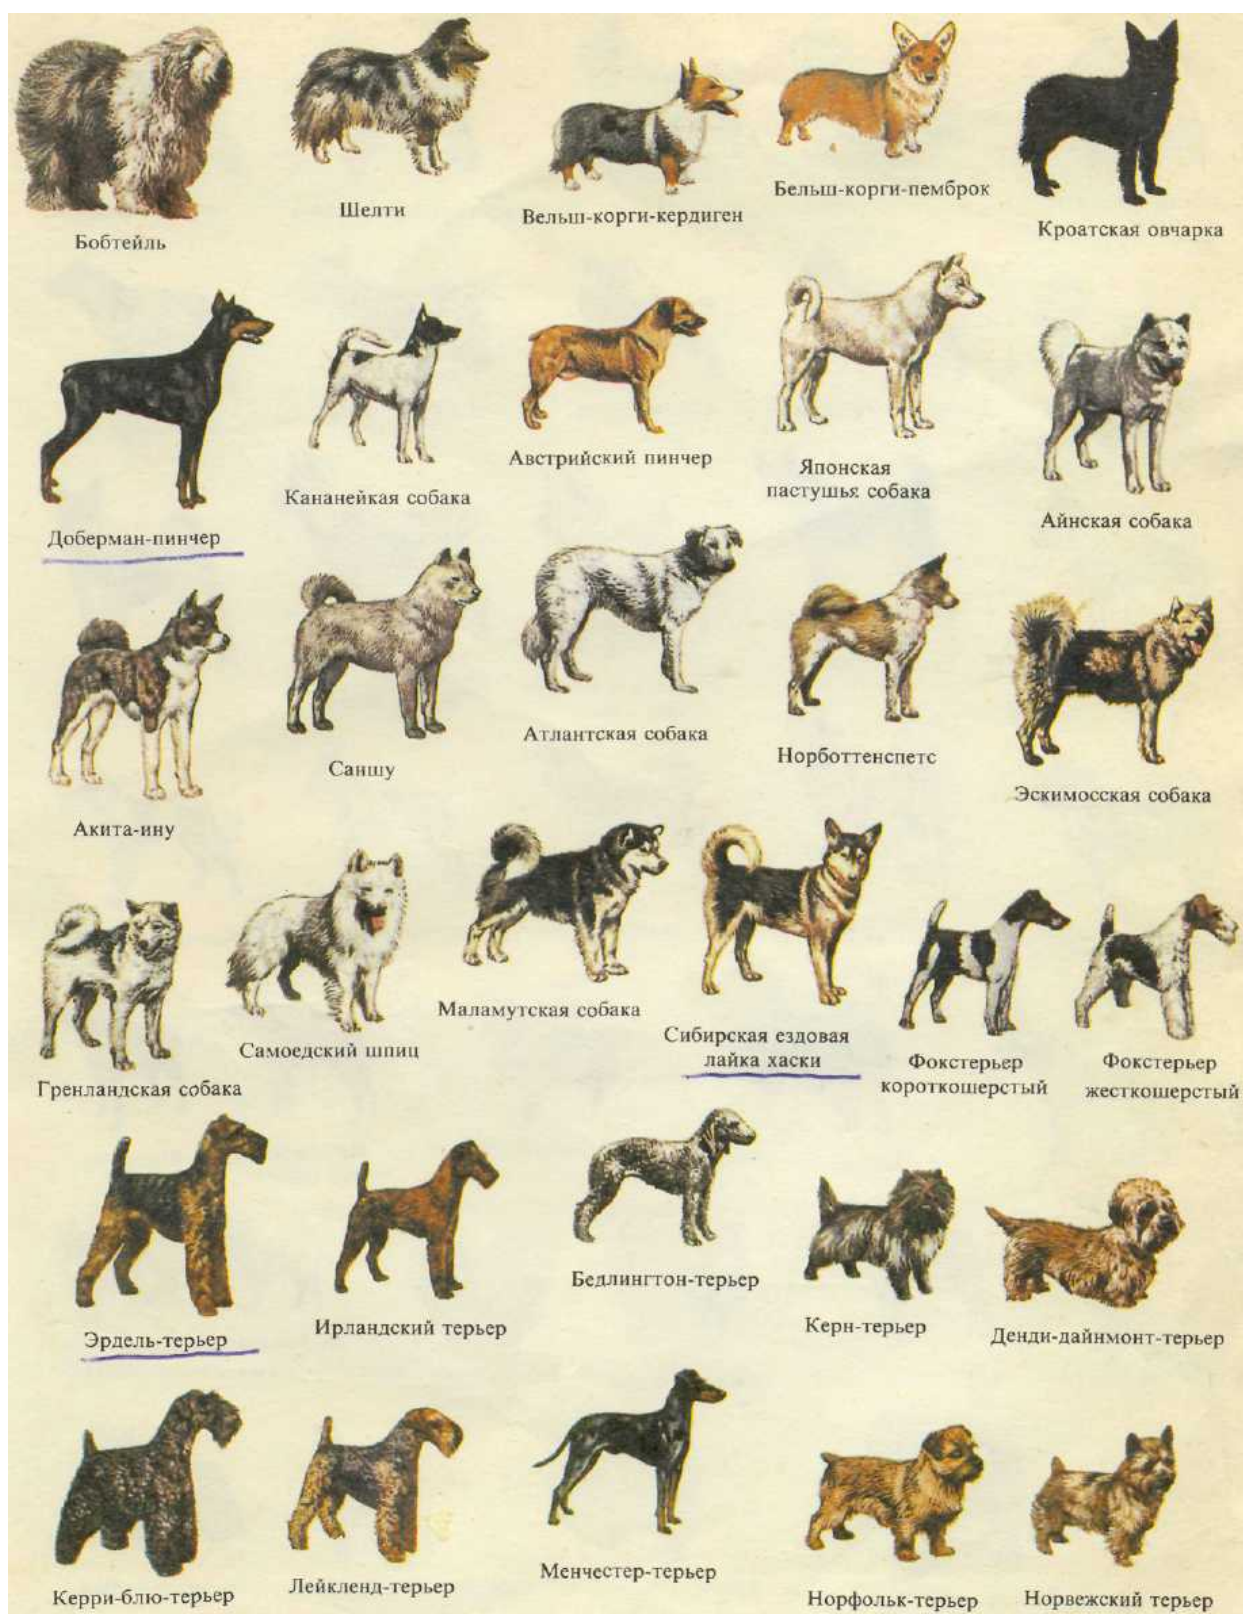 Бобтейль
Шелти
Вельш-корги-кердиген
Бельш-корги-пемброк
Кроатская овчарка
Доберман-пинчер
Кананейкая собака
Австрийский пинчер
Японская
пастушья собака
Айнская собака
Акита-ину
Саншу
Атлантская собака
Норботтенспетс
Эскимосская собака
Гренландская собака
Самоедский шпиц
Маламутская собака
Сибирская ездовая
лайка хаски
Фокстерьер
короткошерстый
Фокстерьер
жесткошерстый
Эрдель-терьер
Ирландский терьер
Бедлингтон-терьер
Керн-терьер
Денди-дайнмонт-терьер
Керри-блю-терьер
Лейкленд-терьер
Менчестер-терьер
Норфольк-терьер
Норвежский терьер